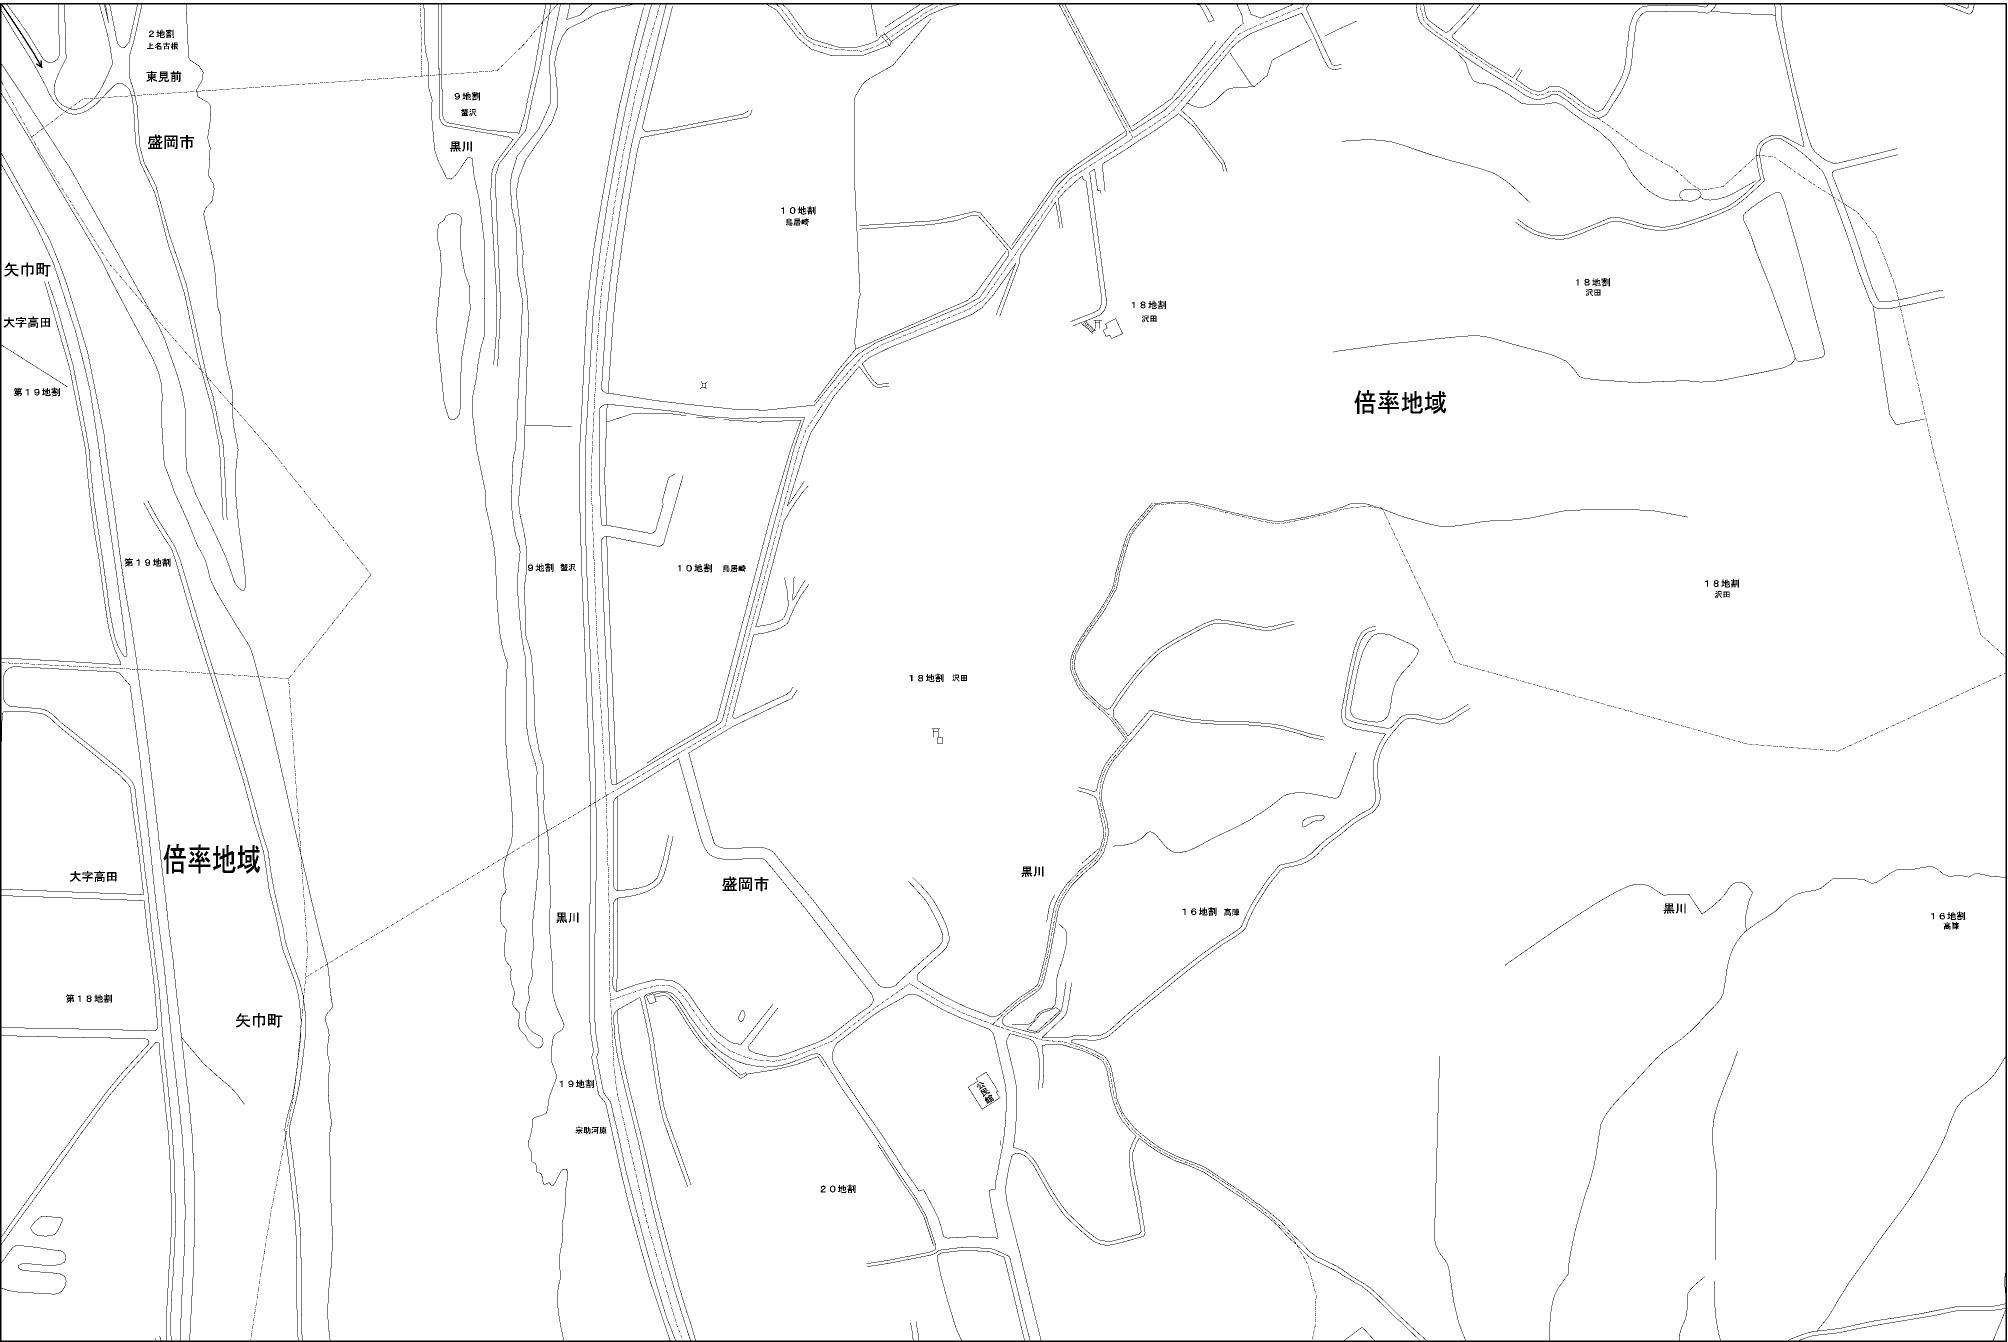 ２地割
上名古根
東見前
９地割
蟹沢
盛岡市
黒川
１０地割
鳥居崎
矢巾町
１８地割
沢田
１８地割
沢田
大字高田
第１９地割
倍率地域
第１９地割
９地割 蟹沢
１０地割 鳥居崎
１８地割
沢田
１８地割 沢田
倍率地域
大字高田
盛岡市
黒川
１６地割 高陣
黒川
１６地割
高陣
黒川
第１８地割
矢巾町
１９地割
公民館
宗助河原
２０地割